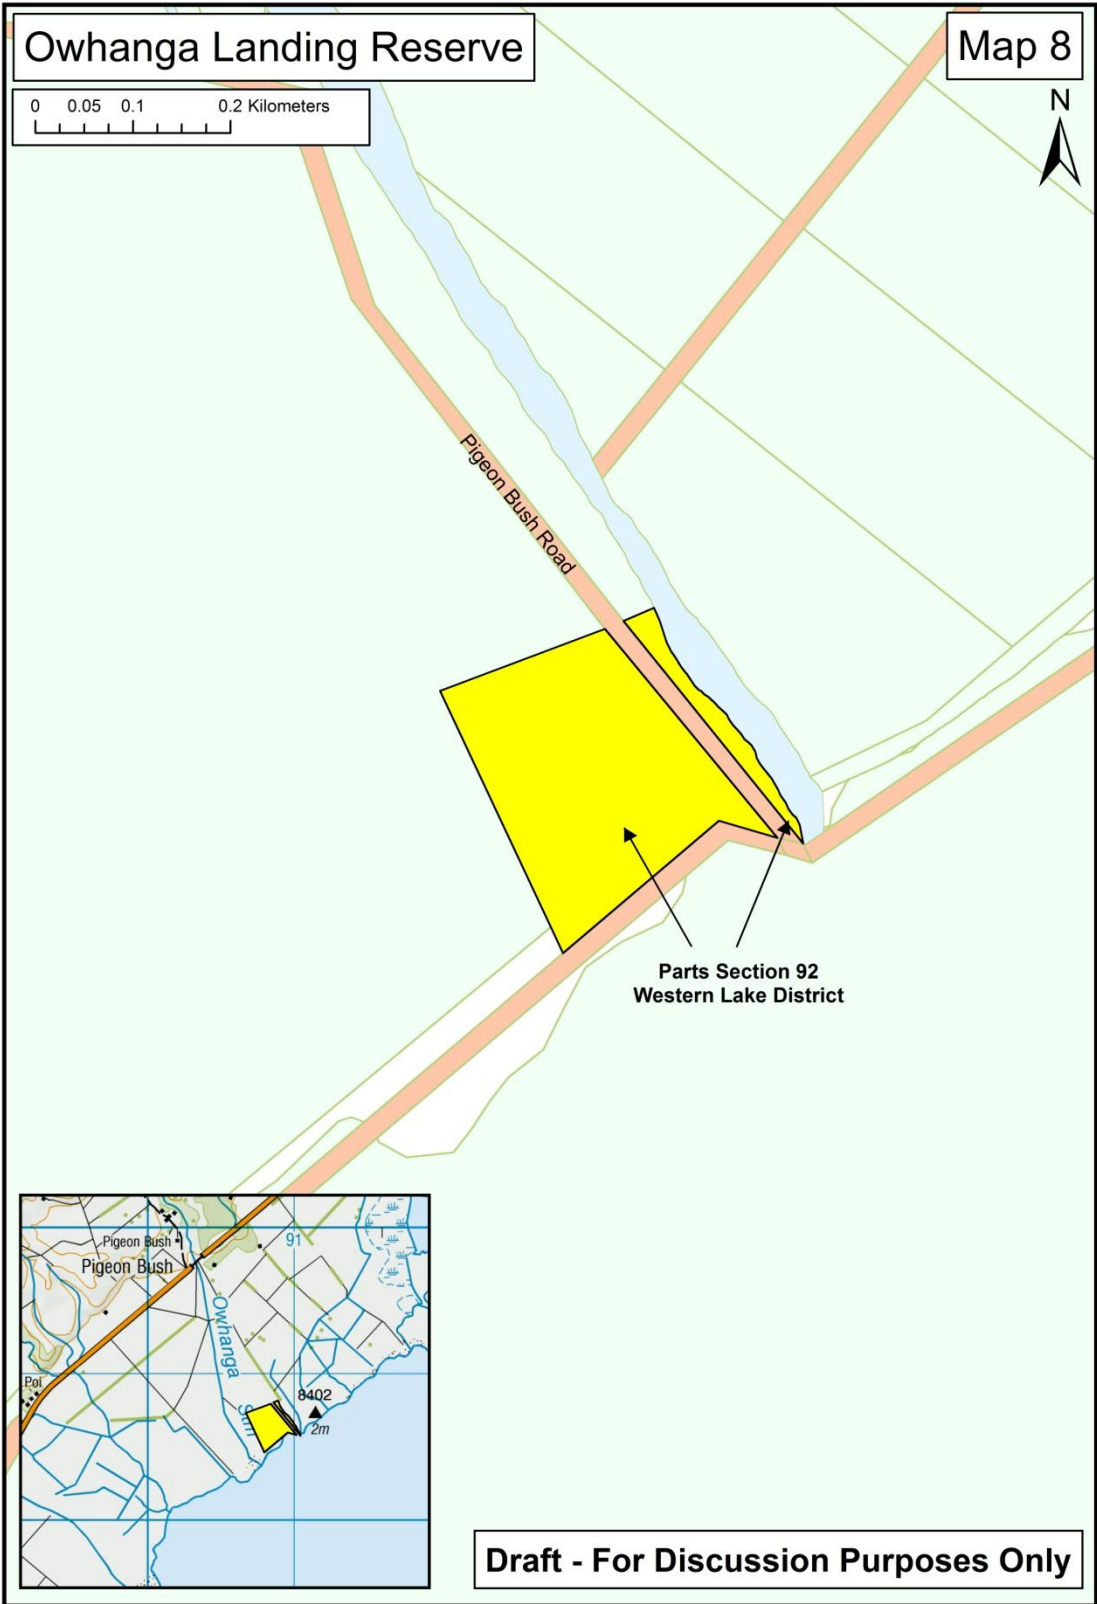 Owhanga Landing Reserve
Map 8
0 0.05 0.1 0.2 Kilometers
N
Pigeon Bush Road
Parts Section 92
Western Lake District
Pigeon Bush
Pigeon Bush
91
Owhanga
Strm
Poi
8402
2m
Draft - For Discussion Purposes Only